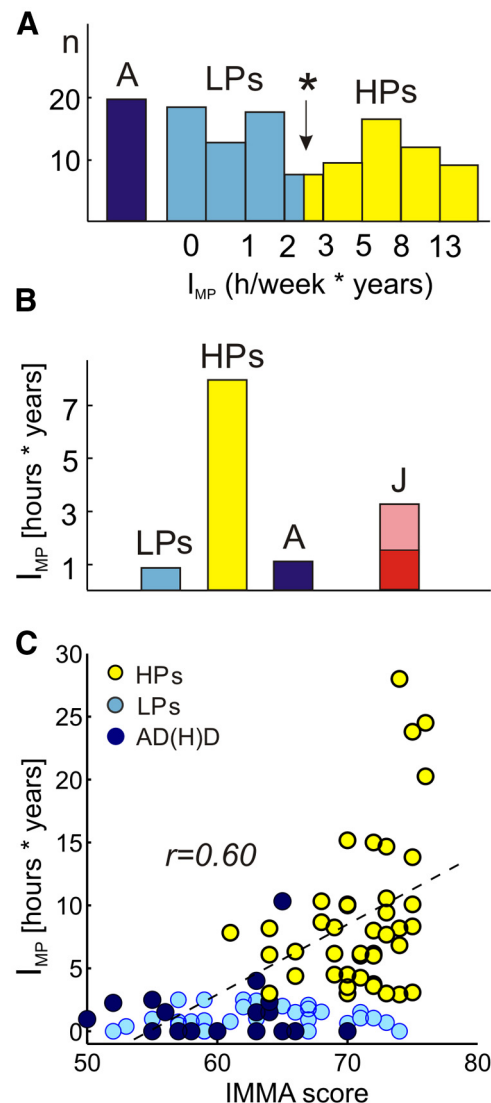 A
n
A
LPs
*
HPs
20
10
0 1 2 3 5 8 13
I_MP (h/week * years)
B
I_MP [hours * years]
HPs
7
5
J
3
LPs
A
1
C
30
HPs
25
LPs
AD(H)D
20
I_MP [hours * years]
15
r=0.60
10
5
0
50 60 70 80
IMMA score